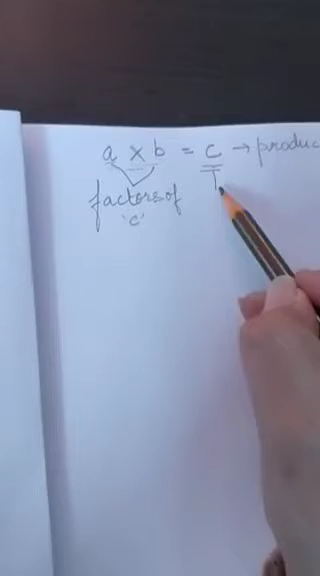 a × b = c → produc
factors of
'c'